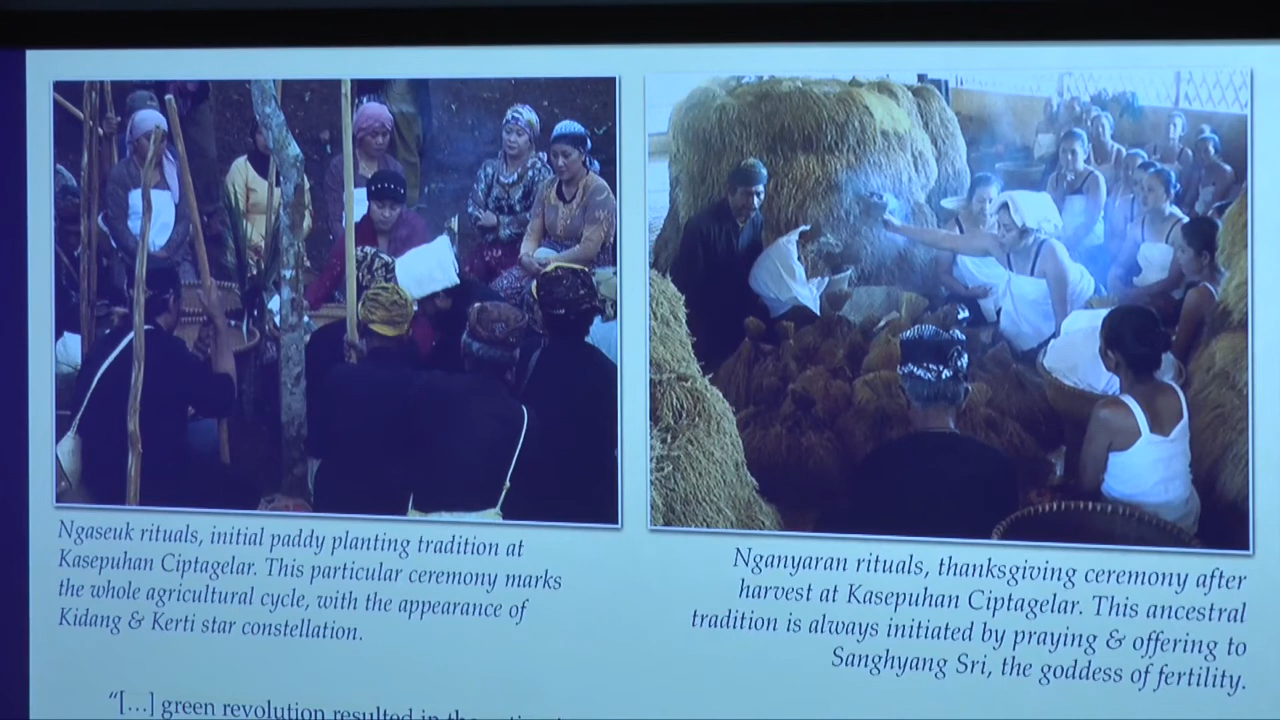 Ngaseuk rituals, initial paddy planting tradition at
Kasepuhan Ciptagelar. This particular ceremony marks
the whole agricultural cycle, with the appearance of
Kidang & Kerti star constellation.
Nganyaran rituals, thanksgiving ceremony after
harvest at Kasepuhan Ciptagelar. This ancestral
tradition is always initiated by praying & offering to
Sanghyang Sri, the goddess of fertility.
“[...] green revolution resulted in the